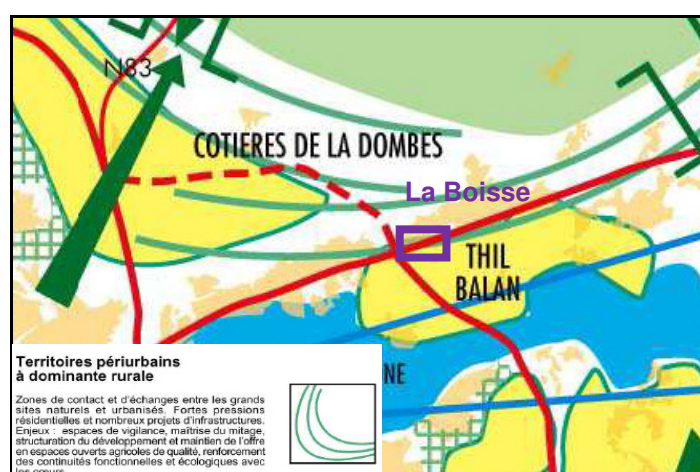 N83
COTIERES DE LA DOMBES
La Boisse
THIL
BALAN
NE
Territoires périurbains
à dominante rurale
Zones de contact et d'échanges entre les grands
sites naturels et urbanisés. Fortes pressions
résidentielles et nombreux projets d'infrastructures.
Enjeux : espaces de vigilance, maîtrise du mitage,
structuration du développement et maintien de l'offre
en espaces ouverts agricoles de qualité, renforcement
des continuités fonctionnelles et écologiques avec
les cœurs